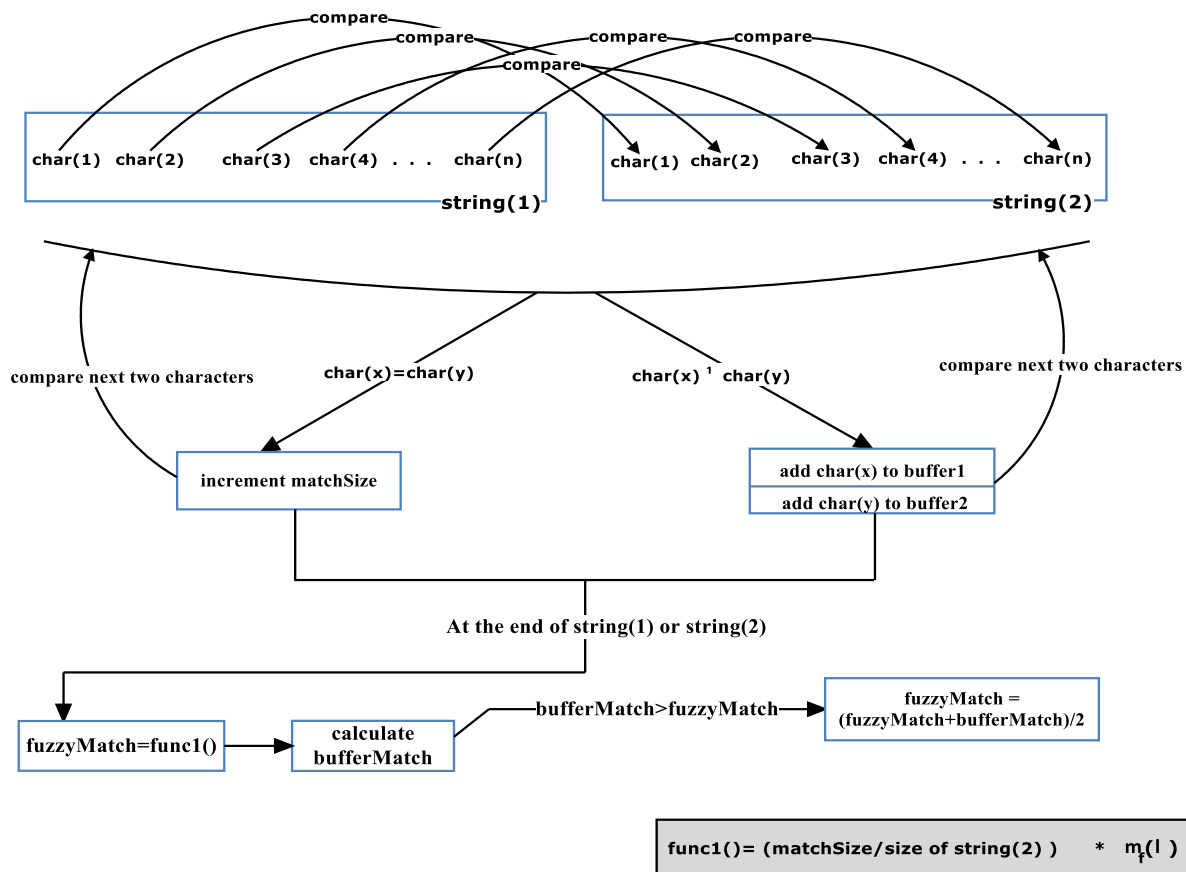 compare
compare compare compare
compare
char(1) char(2) char(3) char(4) . . . char(n)
string(1)
char(1) char(2) char(3) char(4) . . . char(n)
string(2)
char(x)=char(y)
char(x) ¹ char(y)
compare next two characters
compare next two characters
increment matchSize
add char(x) to buffer1
add char(y) to buffer2
At the end of string(1) or string(2)
fuzzyMatch=func1()
calculate
bufferMatch
bufferMatch>fuzzyMatch
fuzzyMatch =
(fuzzyMatch+bufferMatch)/2
func1()= (matchSize/size of string(2) ) * m_f(l )